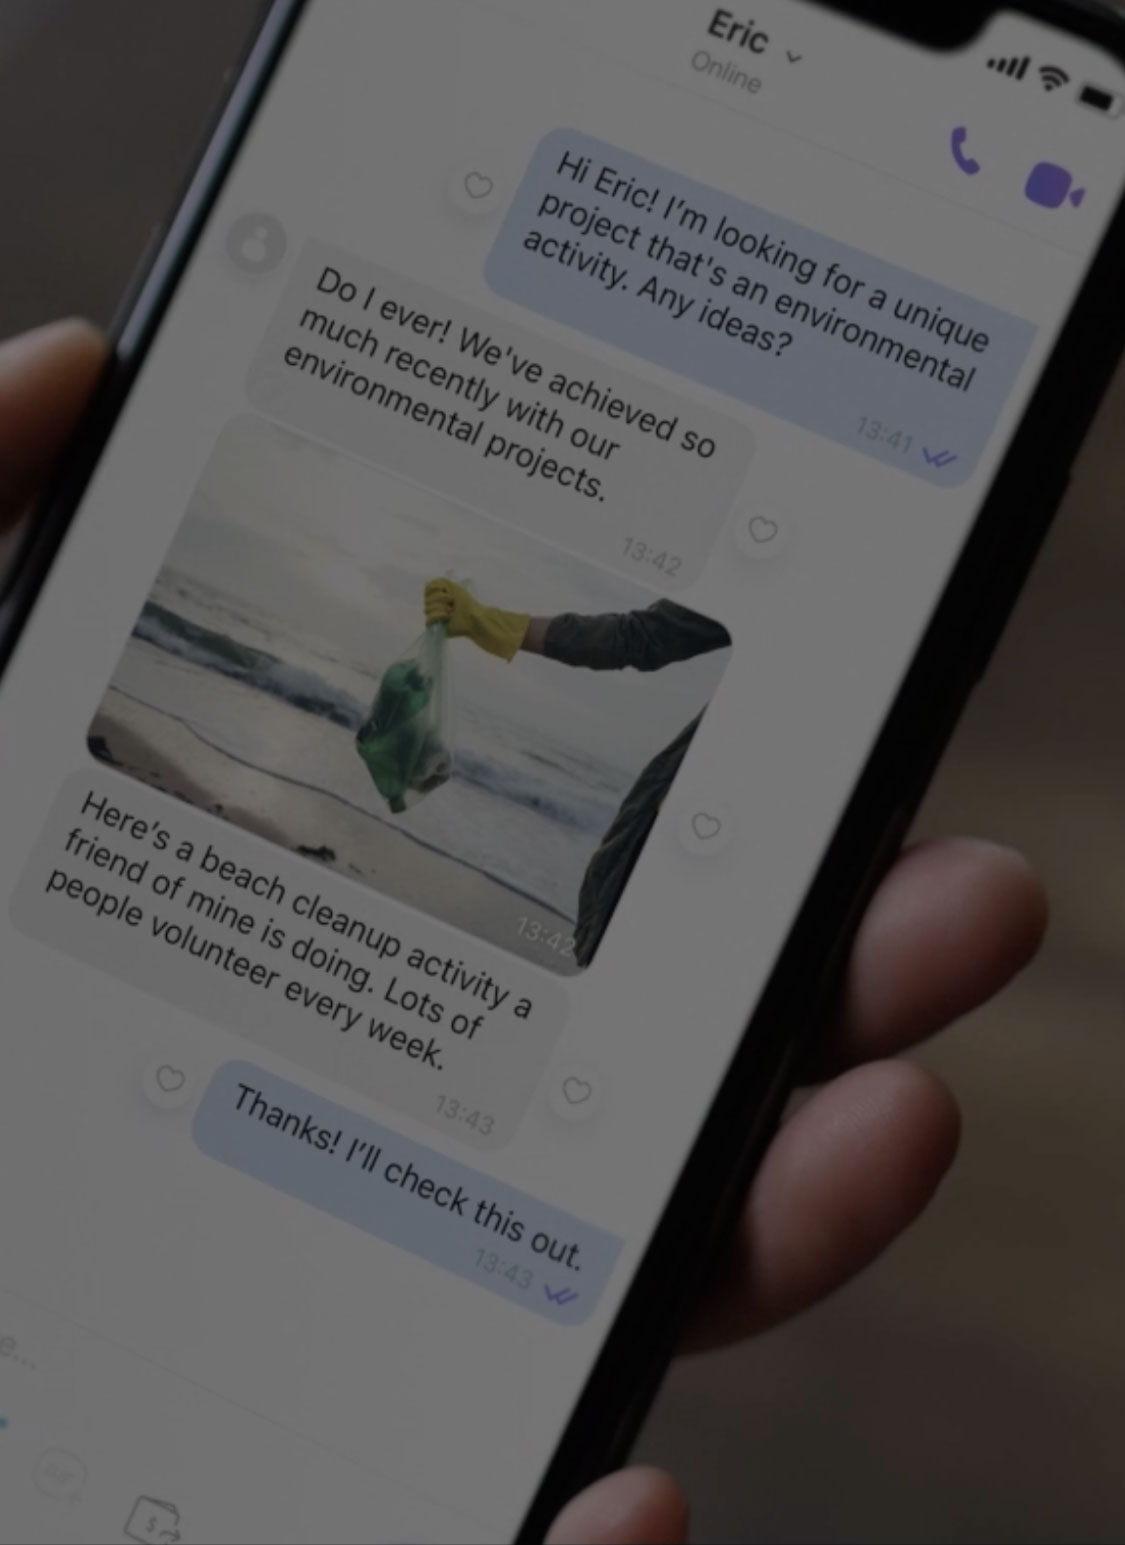 Eric
Online
Hi Eric! I'm looking for a unique
project that's an environmental
activity. Any ideas?
13:41
Do I ever! We've achieved so
much recently with our
environmental projects.
13:42
13:42
Here's a beach cleanup activity a
friend of mine is doing. Lots of
people volunteer every week.
13:43
Thanks! I'll check this out.
13:43
e...
$